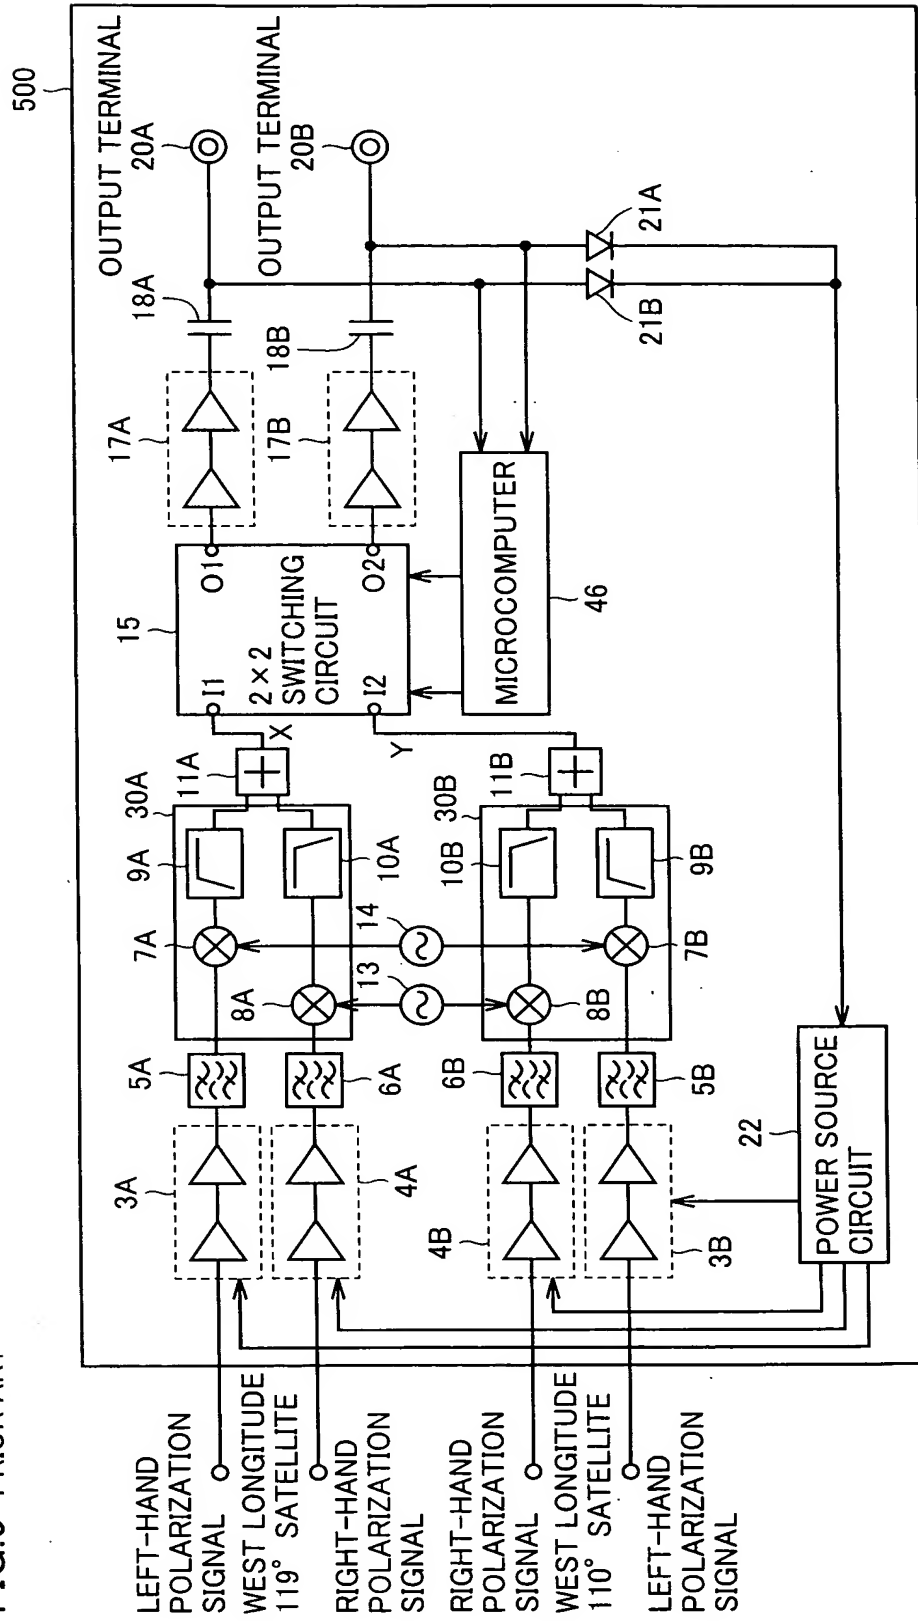 PRIOR ART
500
LEFT-HAND
POLARIZATION
SIGNAL
WEST LONGITUDE
119° SATELLITE
RIGHT-HAND
POLARIZATION
SIGNAL
RIGHT-HAND
POLARIZATION
SIGNAL
WEST LONGITUDE
110° SATELLITE
LEFT-HAND
POLARIZATION
SIGNAL
3A
4A
4B
3B
5A
6A
6B
5B
30A
7A
8A
9A
10A
13
14
30B
10B
9B
8B
7B
11A
11B
X
Y
15
I1
O1
2×2
SWITCHING
CIRCUIT
I2
O2
MICROCOMPUTER
46
17A
17B
18A
18B
OUTPUT TERMINAL
20A
OUTPUT TERMINAL
20B
21A
21B
22
POWER SOURCE
CIRCUIT